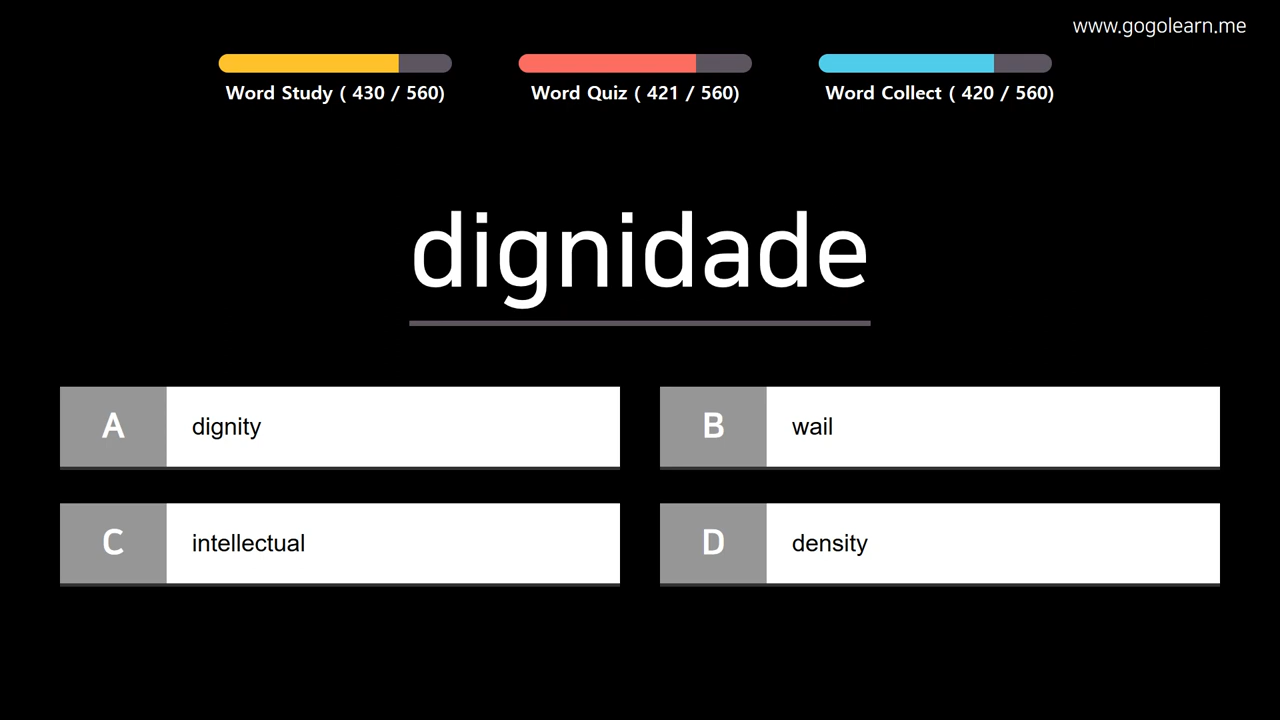 www.gogolearn.me
Word Study ( 430 / 560)
Word Quiz ( 421 / 560)
Word Collect ( 420 / 560)
dignidade
A dignity
B wail
C intellectual
D density